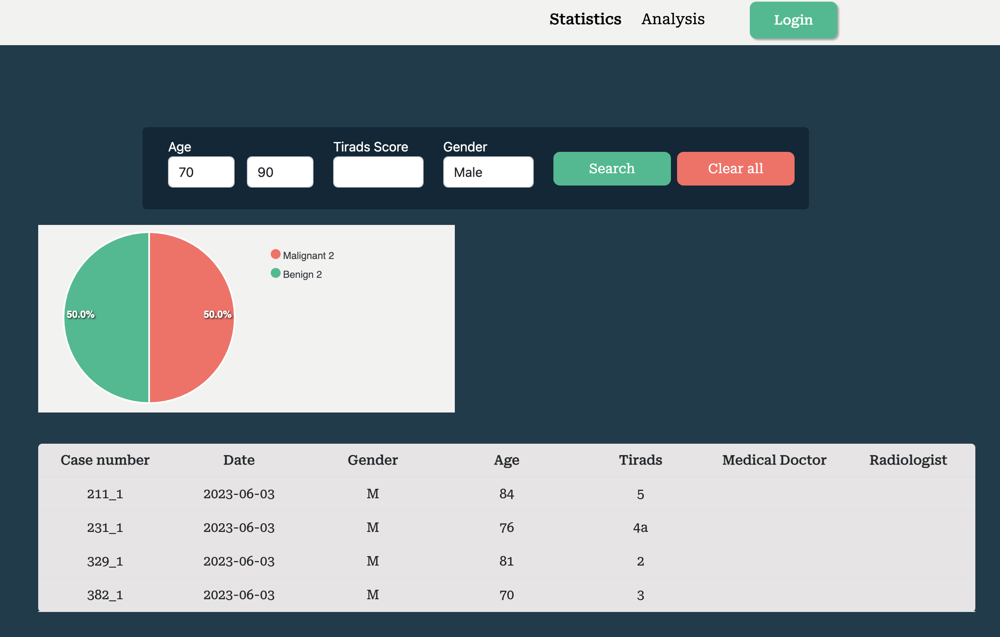 Statistics Analysis Login
Age Tirads Score Gender
70 - 90 Male Search Clear all
Malignant 2
Benign 2
50.0% 50.0%
Case number Date Gender Age Tirads Medical Doctor Radiologist
211_1 2023-06-03 M 84 5
231_1 2023-06-03 M 76 4a
329_1 2023-06-03 M 81 2
382_1 2023-06-03 M 70 3